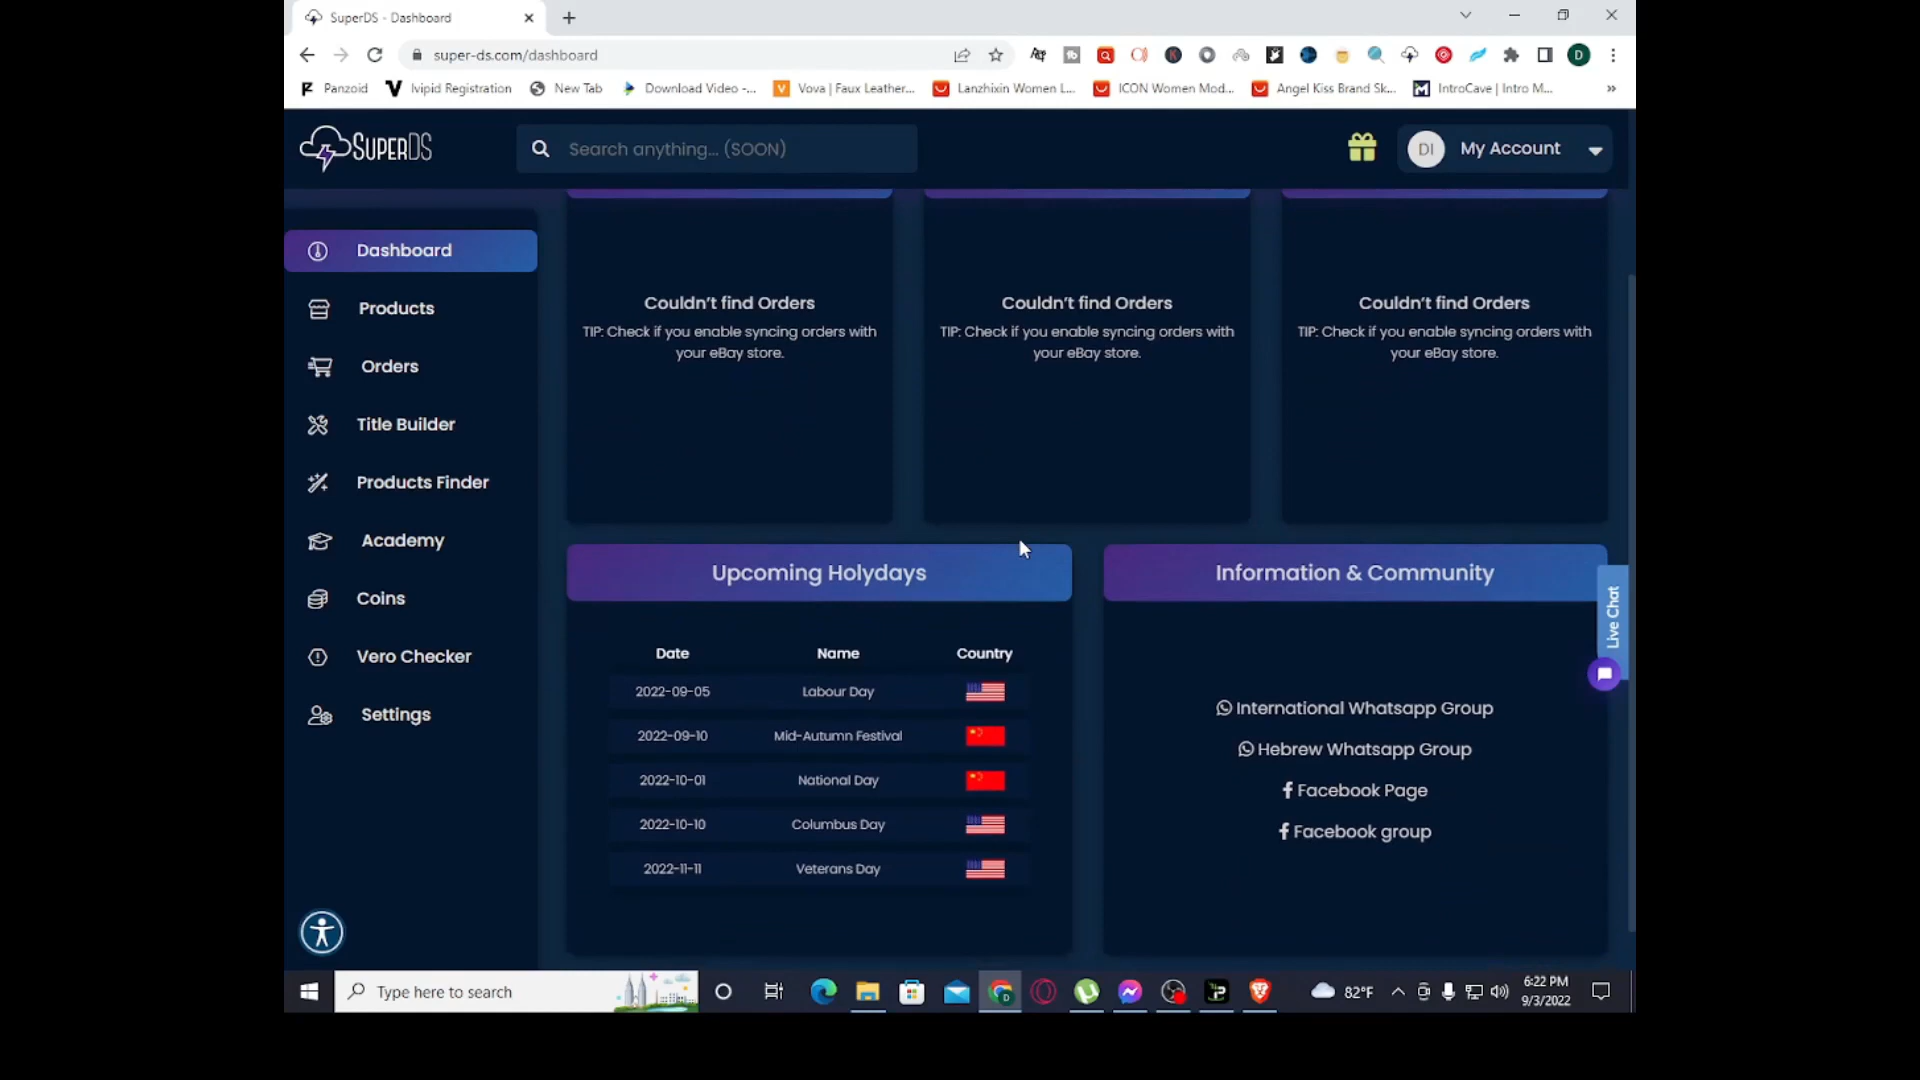 SuperDS - Dashboard
super-ds.com/dashboard
D
Panzoid
Ivipid Registration
New Tab
Download Video -...
Vova | Faux Leather...
Lanzhixin Women L...
ICON Women Mod...
Angel Kiss Brand Sk...
IntroCave | Intro M...
»
SUPERDS
Search anything... (SOON)
DI
My Account
Dashboard
Products
Orders
Title Builder
Products Finder
Academy
Coins
Vero Checker
Settings
Couldn't find Orders
TIP: Check if you enable syncing orders with
your eBay store.
Couldn't find Orders
TIP: Check if you enable syncing orders with
your eBay store.
Couldn't find Orders
TIP: Check if you enable syncing orders with
your eBay store.
Upcoming Holydays
Date Name Country
2022-09-05 Labour Day
2022-09-10 Mid-Autumn Festival
2022-10-01 National Day
2022-10-10 Columbus Day
2022-11-11 Veterans Day
Information & Community
International Whatsapp Group
Hebrew Whatsapp Group
Facebook Page
Facebook group
Live Chat
Type here to search
82°F
6:22 PM
9/3/2022